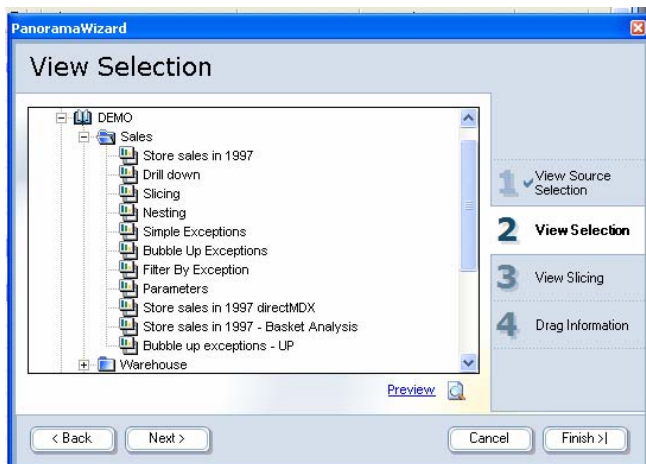 PanoramaWizard
View Selection
DEMO
Sales
Store sales in 1997
Drill down
Slicing
Nesting
Simple Exceptions
Bubble Up Exceptions
Filter By Exception
Parameters
Store sales in 1997 directMDX
Store sales in 1997 - Basket Analysis
Bubble up exceptions - UP
Warehouse
Preview
1 View Source
Selection
2 View Selection
3 View Slicing
4 Drag Information
< Back
Next >
Cancel
Finish >|